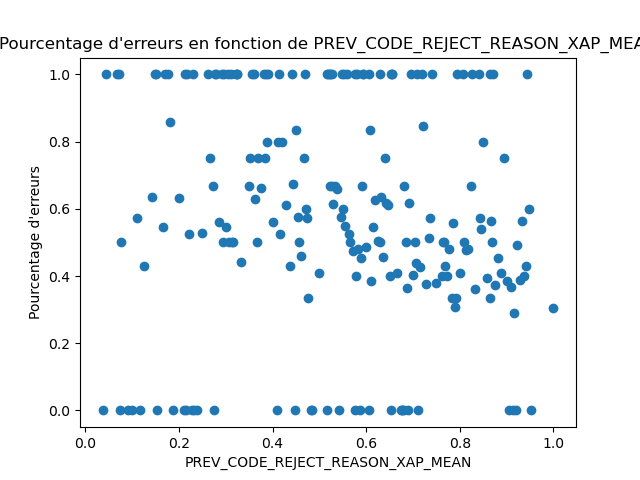 Pourcentage d'erreurs en fonction de PREV_CODE_REJECT_REASON_XAP_MEA
1.0
0.8
0.6
0.4
0.2
0.0
Pourcentage d'erreurs
0.0 0.2 0.4 0.6 0.8 1.0
PREV_CODE_REJECT_REASON_XAP_MEAN